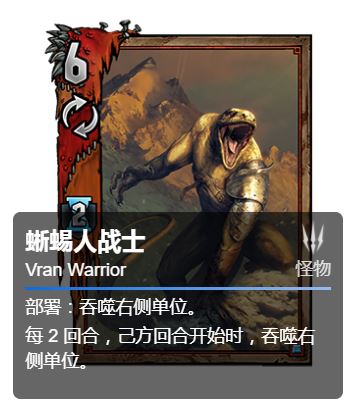 6
2
蜥蜴人战士
Vran Warrior
怪物
部署：吞噬右侧单位。
每 2 回合，己方回合开始时，吞噬右
侧单位。